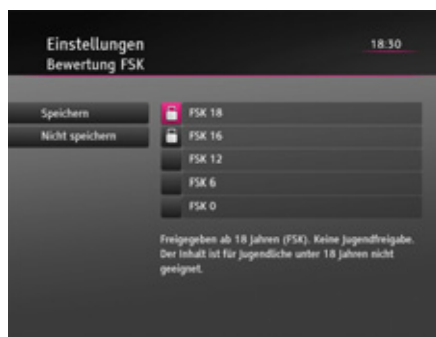 Einstellungen
18:30
Bewertung FSK
Speichern
Nicht speichern
FSK 18
FSK 16
FSK 12
FSK 6
FSK 0
Freigegeben ab 18 Jahren (FSK). Keine Jugendfreigabe.
Der Inhalt ist für Jugendliche unter 18 Jahren nicht
geeignet.